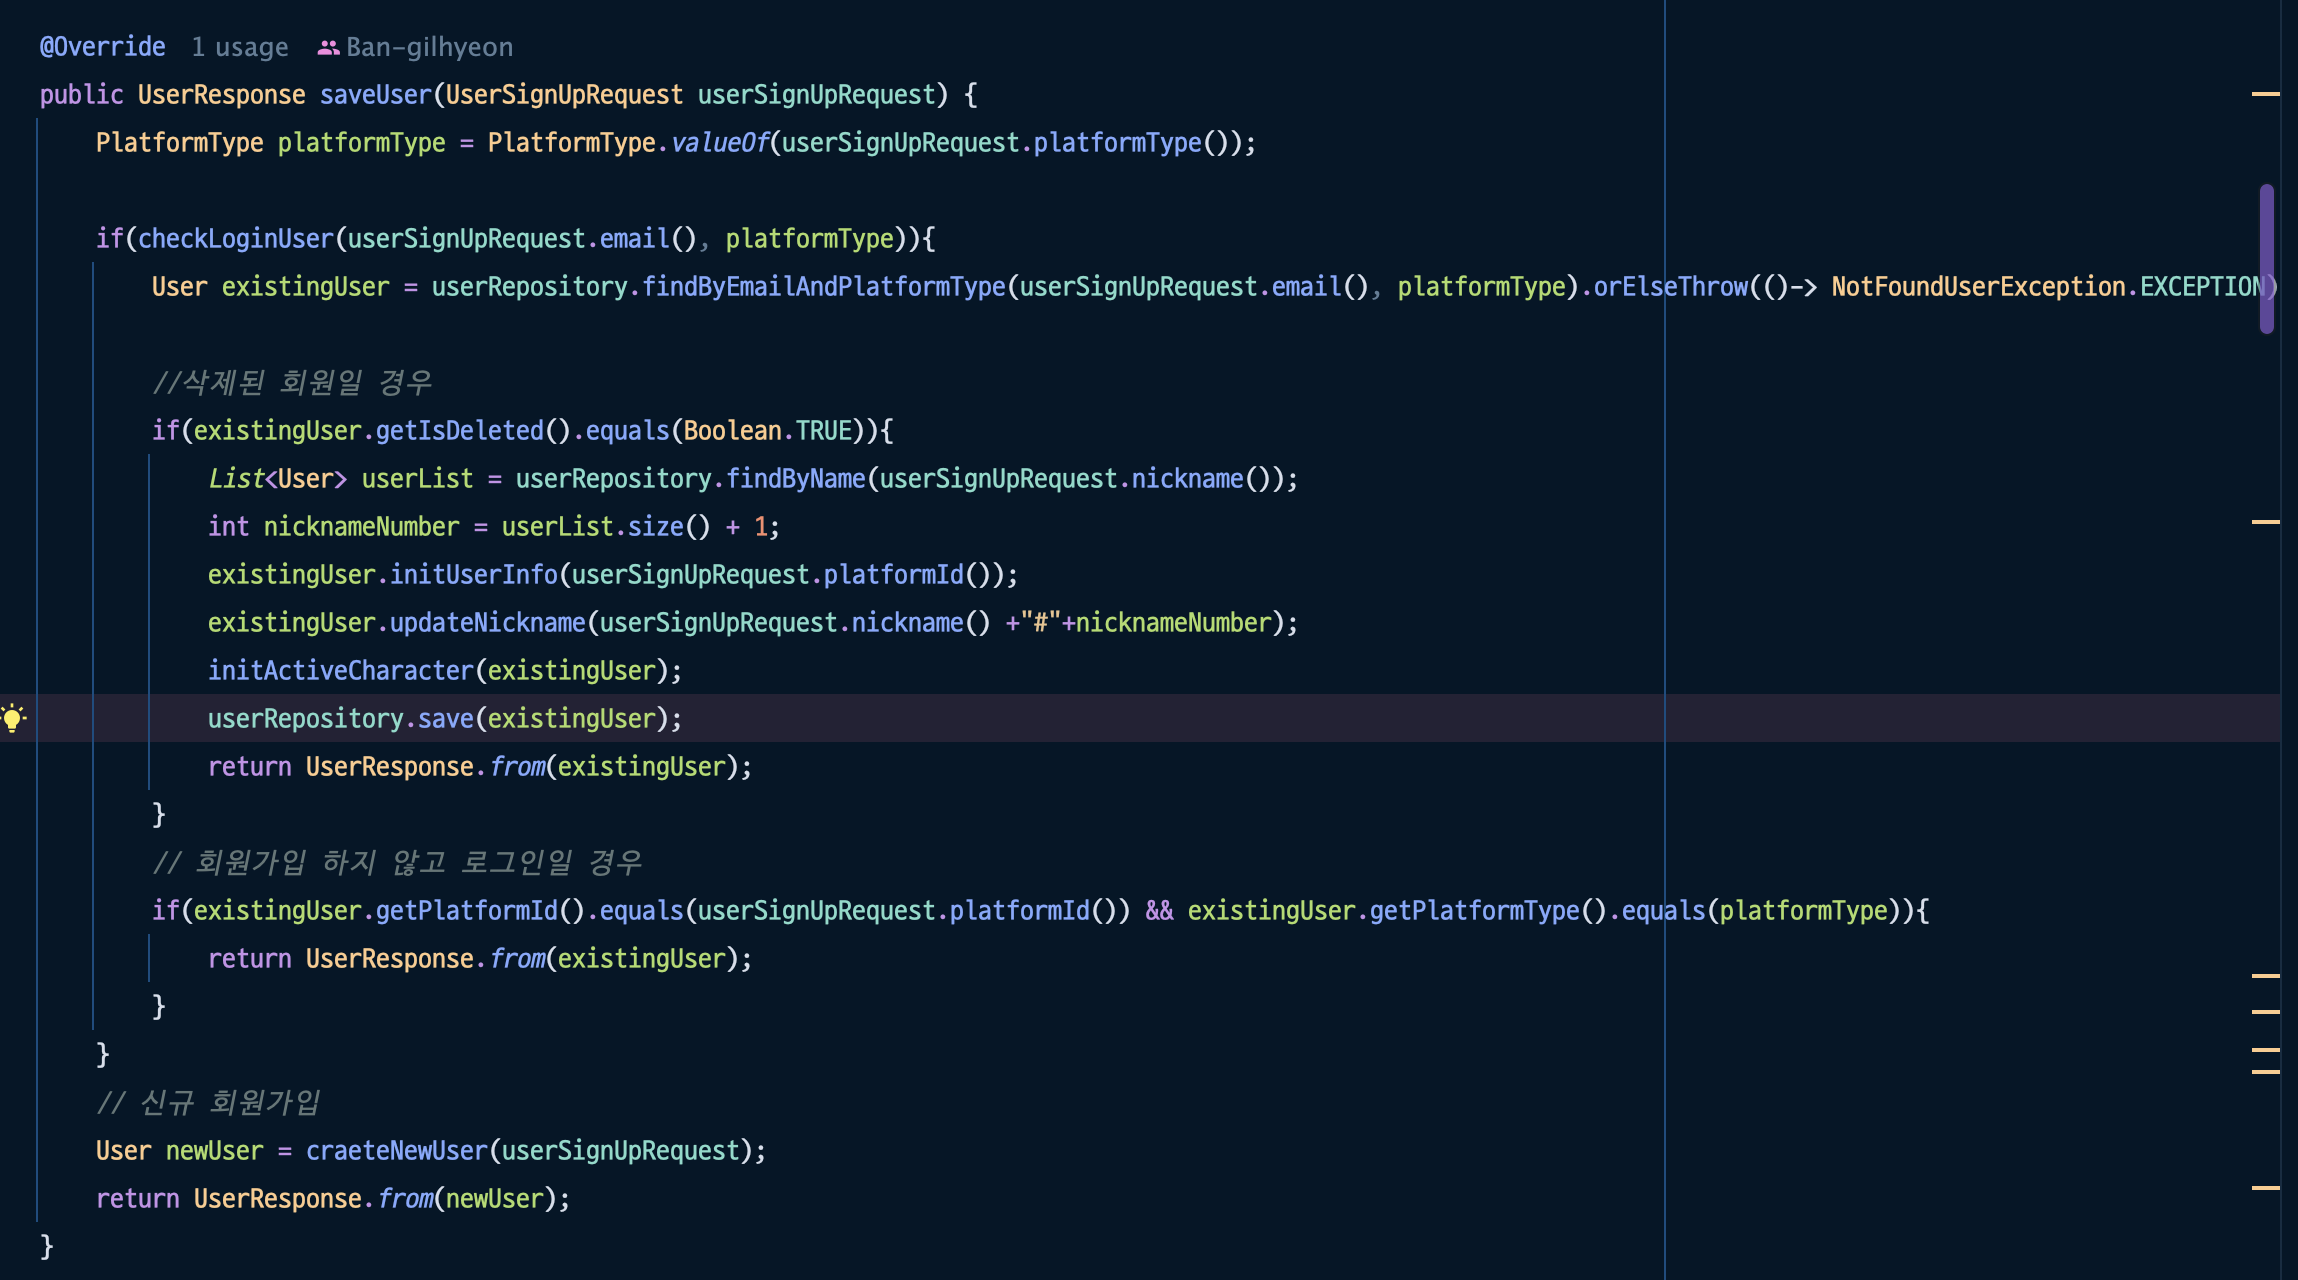 @Override 1 usage Ban-gilhyeon
public UserResponse saveUser(UserSignUpRequest userSignUpRequest) {
    PlatformType platformType = PlatformType.valueOf(userSignUpRequest.platformType());
    if(checkLoginUser(userSignUpRequest.email(), platformType)){
        User existingUser = userRepository.findByEmailAndPlatformType(userSignUpRequest.email(), platformType).orElseThrow(()-> NotFoundUserException.EXCEPTION)
        //삭제된 회원일 경우
        if(existingUser.getIsDeleted().equals(Boolean.TRUE)){
            List<User> userList = userRepository.findByName(userSignUpRequest.nickname());
            int nicknameNumber = userList.size() + 1;
            existingUser.initUserInfo(userSignUpRequest.platformId());
            existingUser.updateNickname(userSignUpRequest.nickname() +"#"+nicknameNumber);
            initActiveCharacter(existingUser);
            userRepository.save(existingUser);
            return UserResponse.from(existingUser);
        }
        // 회원가입 하지 않고 로그인일 경우
        if(existingUser.getPlatformId().equals(userSignUpRequest.platformId()) && existingUser.getPlatformType().equals(platformType)){
            return UserResponse.from(existingUser);
        }
    }
    // 신규 회원가입
    User newUser = craeteNewUser(userSignUpRequest);
    return UserResponse.from(newUser);
}